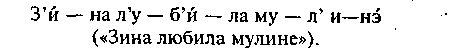 З’и́ — на л’у — б’и́ — ла му — л’ и—нэ́
(«Зина любила мулине»).